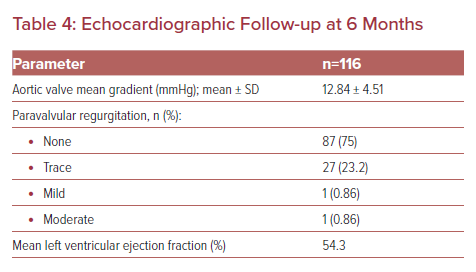 Table 4: Echocardiographic Follow-up at 6 Months
Parameter n=116
Aortic valve mean gradient (mmHg); mean ± SD 12.84 ± 4.51
Paravalvular regurgitation, n (%):
• None 87 (75)
• Trace 27 (23.2)
• Mild 1 (0.86)
• Moderate 1 (0.86)
Mean left ventricular ejection fraction (%) 54.3